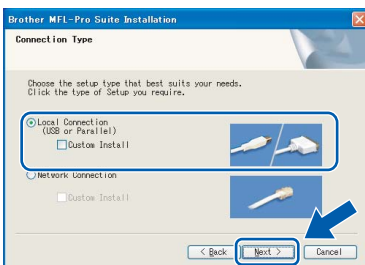 Brother MFL-Pro Suite Installation
Connection Type
Choose the setup type that best suits your needs.
Click the type of Setup you require.
Local Connection
(USB or Parallel)
Custom Install
Network Connection
Custom Install
< Back
Next >
Cancel